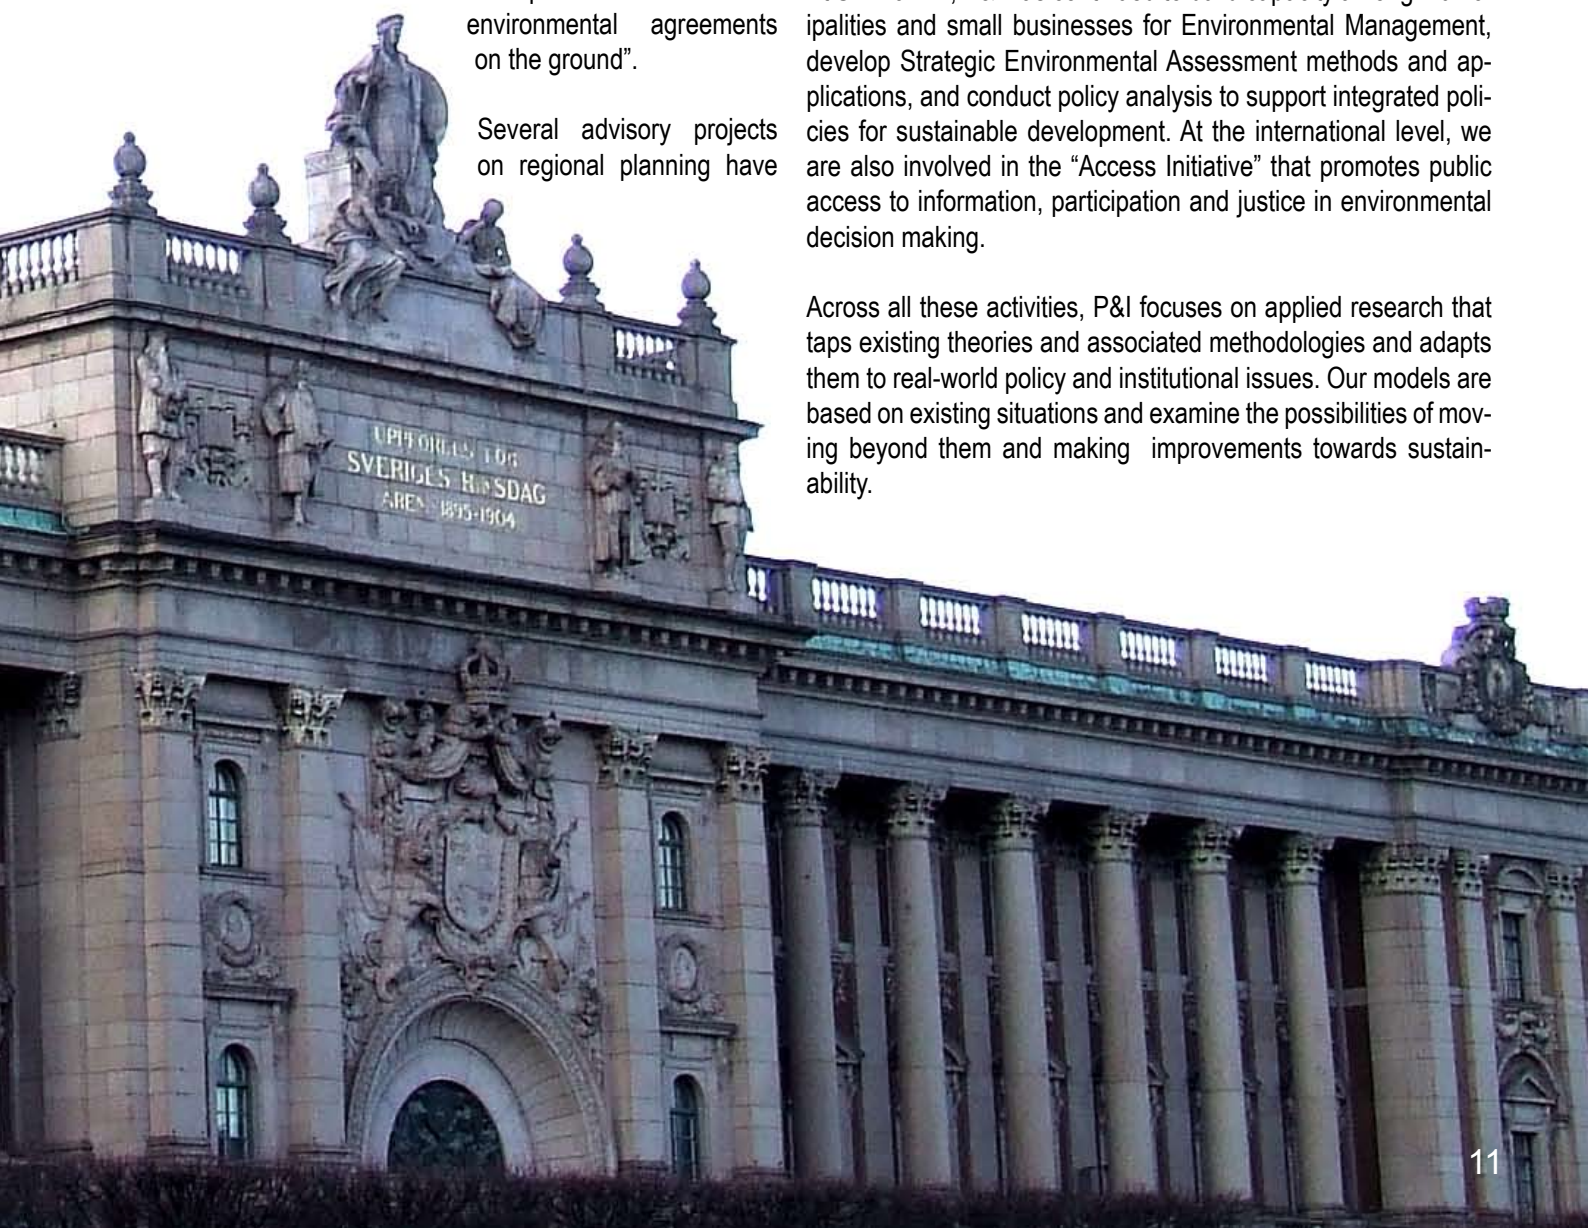 environmental agreements
on the ground”.
Several advisory projects
on regional planning have
ipalities and small businesses for Environmental Management,
develop Strategic Environmental Assessment methods and ap-
plications, and conduct policy analysis to support integrated poli-
cies for sustainable development. At the international level, we
are also involved in the “Access Initiative” that promotes public
access to information, participation and justice in environmental
decision making.
Across all these activities, P&I focuses on applied research that
taps existing theories and associated methodologies and adapts
them to real-world policy and institutional issues. Our models are
based on existing situations and examine the possibilities of mov-
ing beyond them and making improvements towards sustain-
ability.
SVERIGES
1895-1904
11